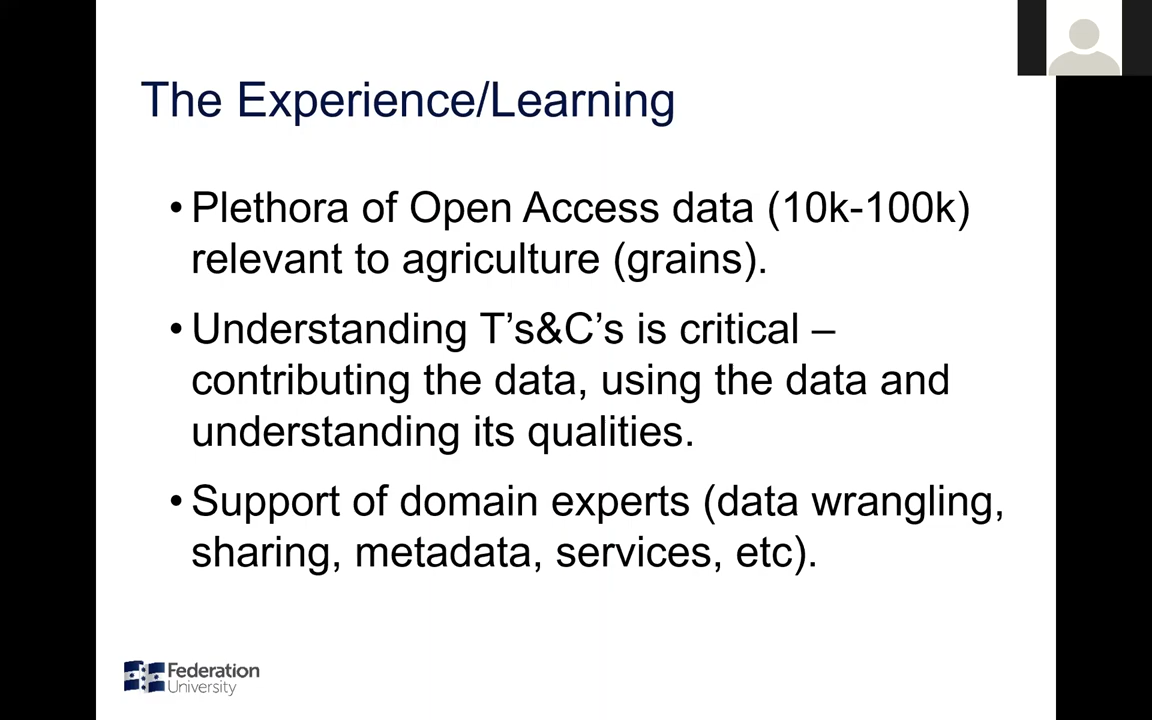 The Experience/Learning
•Plethora of Open Access data (10k-100k)
relevant to agriculture (grains).
•Understanding T’s&C’s is critical –
contributing the data, using the data and
understanding its qualities.
•Support of domain experts (data wrangling,
sharing, metadata, services, etc).
Federation
University